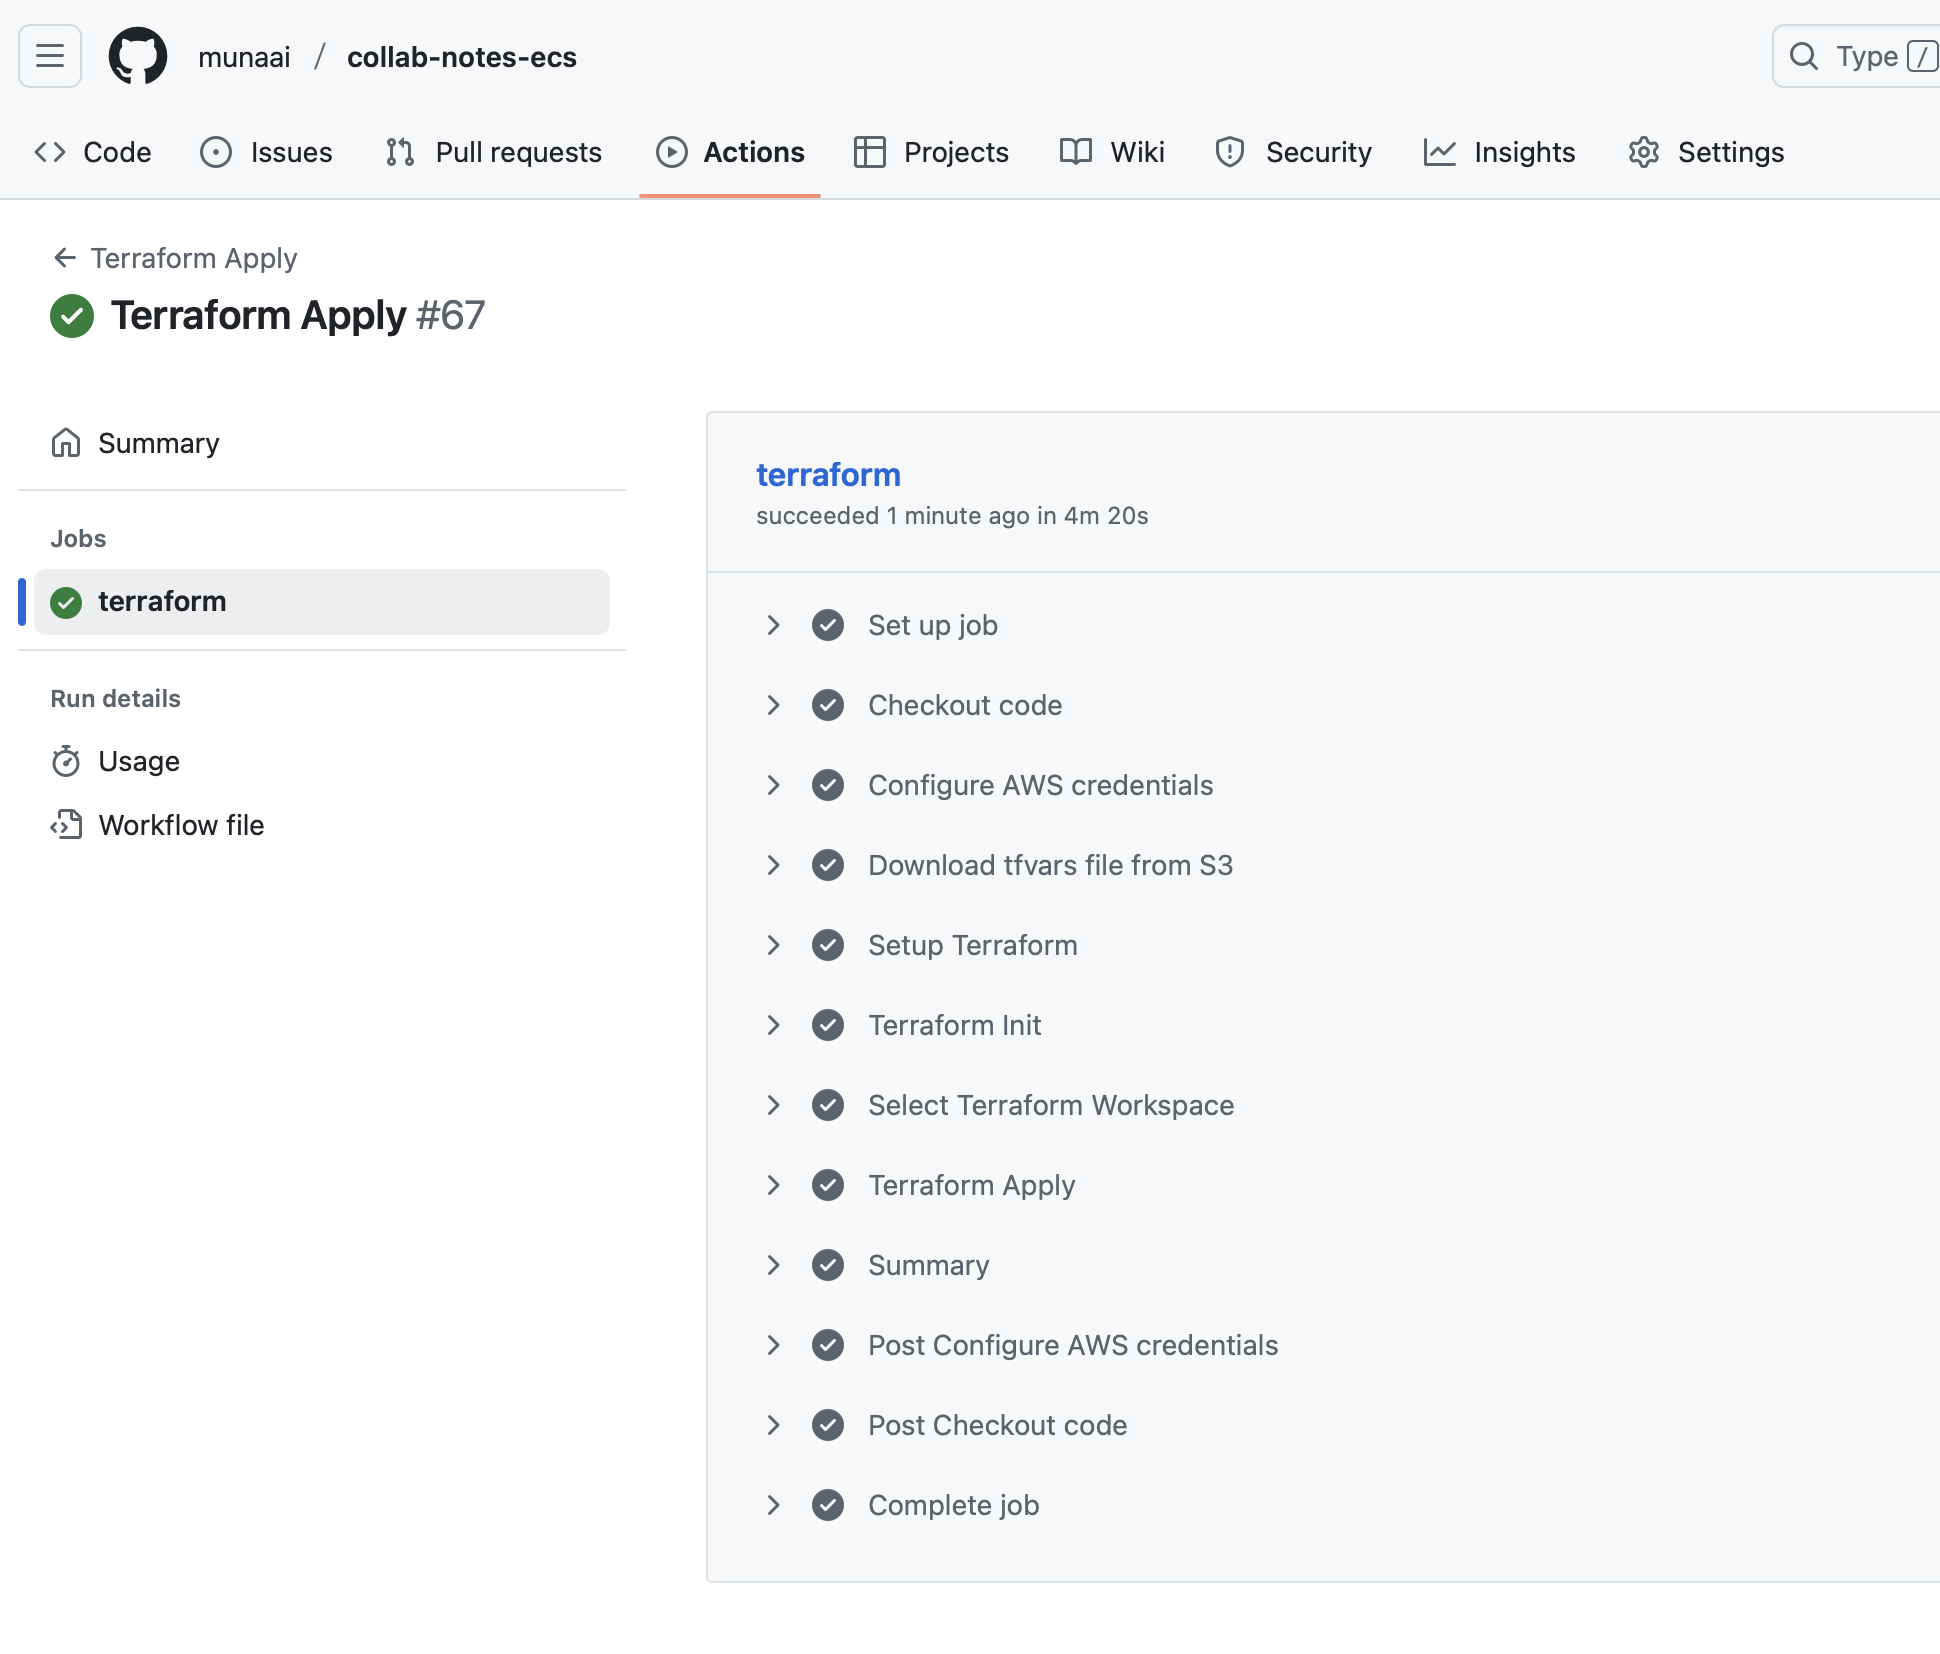 munaai / collab-notes-ecs
Type /
Code Issues Pull requests Actions Projects Wiki Security Insights Settings
Terraform Apply
Terraform Apply #67
Summary
Jobs
terraform
Run details
Usage
Workflow file
terraform
succeeded 1 minute ago in 4m 20s
Set up job
Checkout code
Configure AWS credentials
Download tfvars file from S3
Setup Terraform
Terraform Init
Select Terraform Workspace
Terraform Apply
Summary
Post Configure AWS credentials
Post Checkout code
Complete job